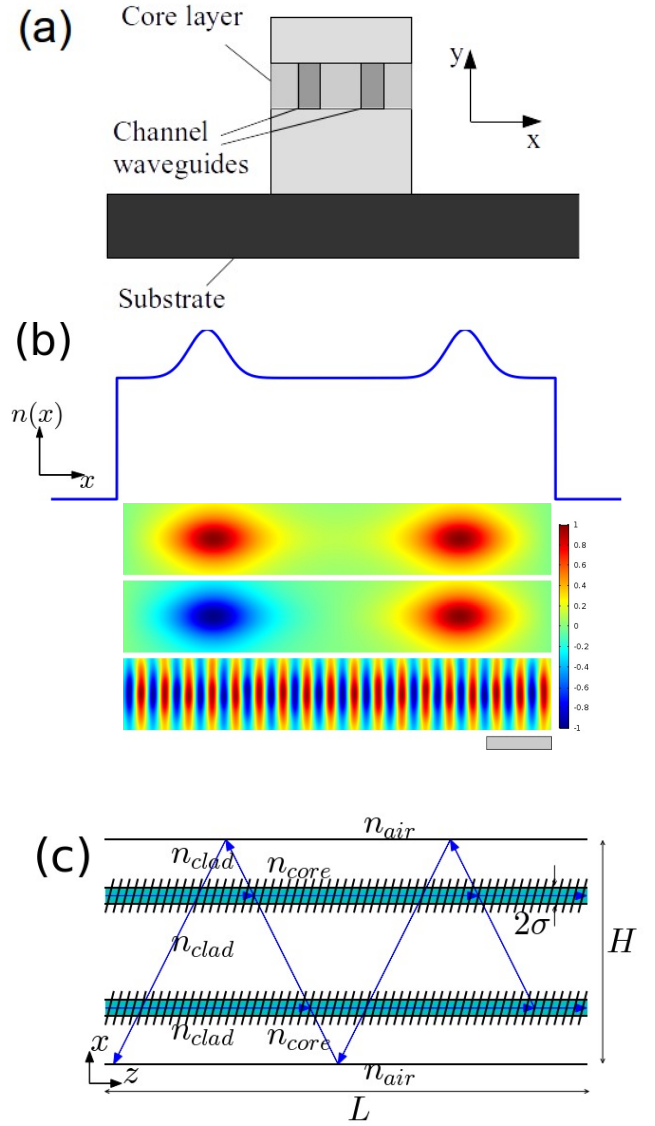 (a)
Core layer
y
x
Channel
waveguides
Substrate
(b)
n(x)
x
1
0.8
0.6
0.4
0.2
0
-0.2
-0.4
-0.6
-0.8
-1
(c)
n_air
n_clad
n_core
2σ
n_clad
H
n_clad
n_core
x
z
n_air
L